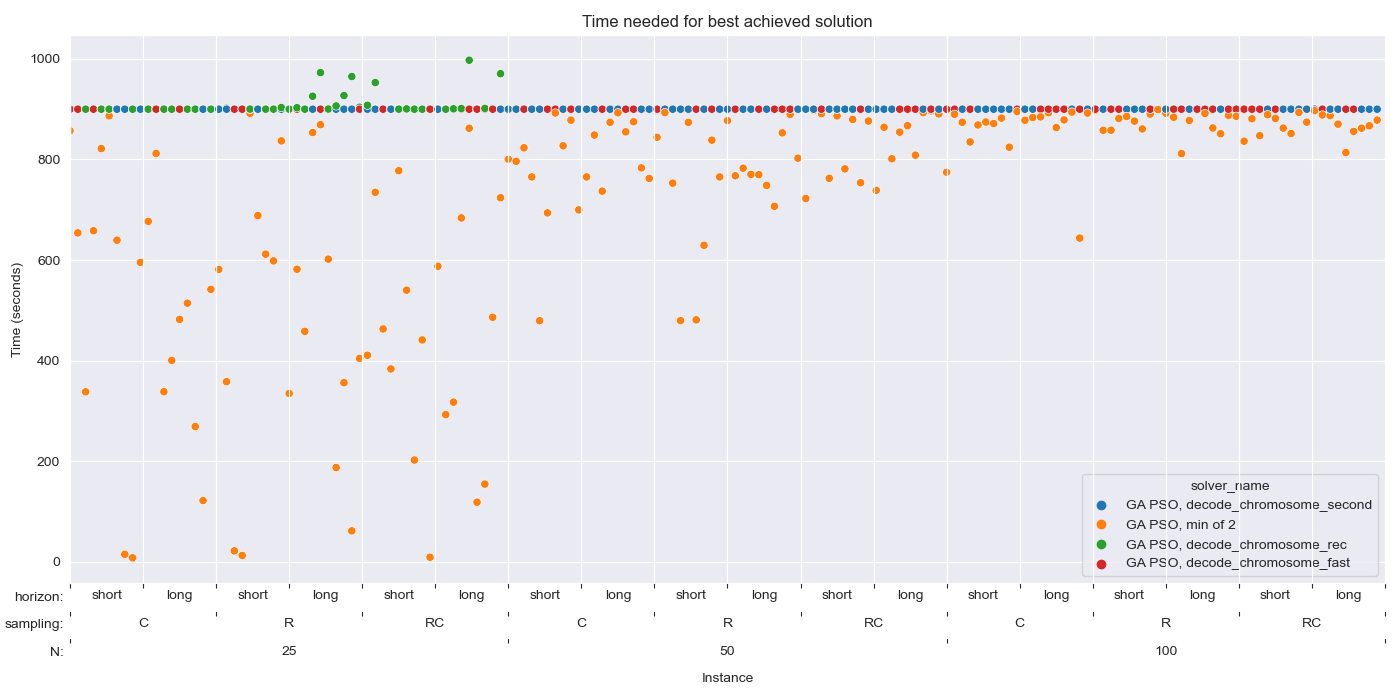 Time needed for best achieved solution
Time (seconds)
1000
800
600
400
200
0
solver_name
GA PSO, decode_chromosome_second
GA PSO, min of 2
GA PSO, decode_chromosome_rec
GA PSO, decode_chromosome_fast
horizon: short long short long short long short long short long short long short long short long short long
sampling: C R RC C R RC C R RC
N: 25 50 100
Instance